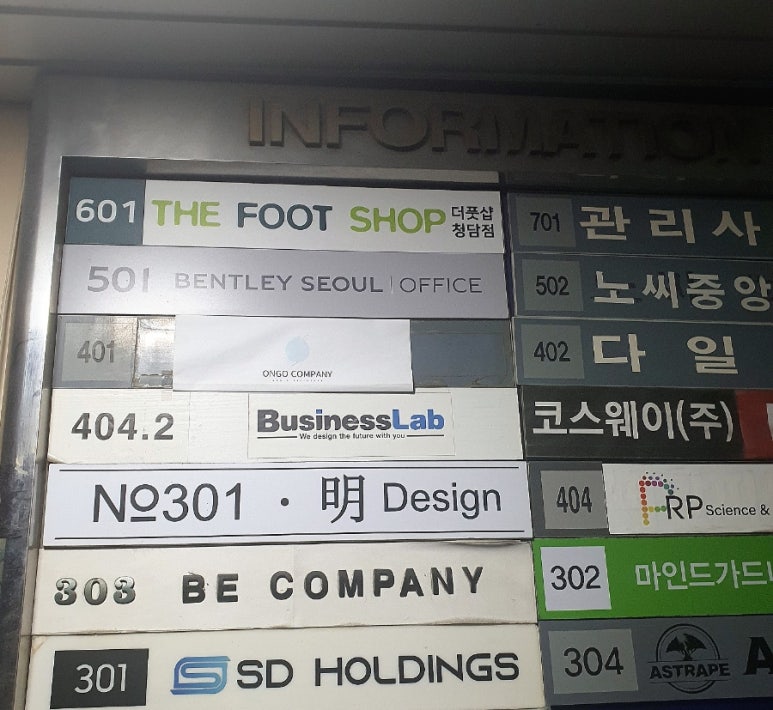 INFORMATION
601 THE FOOT SHOP 더풋샵
청담점
501 BENTLEY SEOUL | OFFICE
401 ONGO COMPANY
404.2 BusinessLab
We design the future with you
№301 · 明 Design
303 BE COMPANY
301 SD HOLDINGS
701 관리사
502 노씨중앙
402 다일
코스웨이(주)
404 PRP Science &
302 마인드가드
304 ASTRAPE A